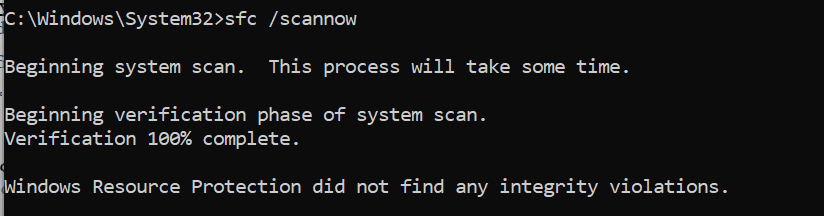 C:\Windows\System32>sfc /scannow
Beginning system scan.  This process will take some time.
Beginning verification phase of system scan.
Verification 100% complete.
Windows Resource Protection did not find any integrity violations.